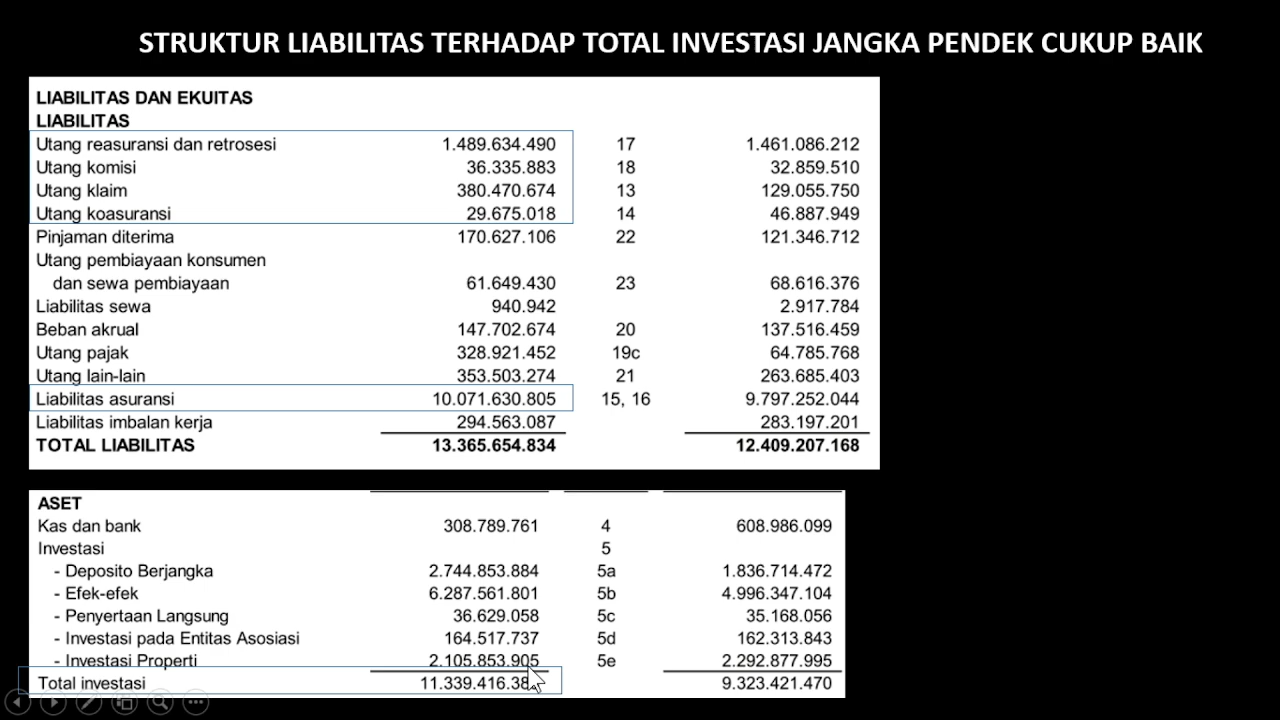 STRUKTUR LIABILITAS TERHADAP TOTAL INVESTASI JANGKA PENDEK CUKUP BAIK
LIABILITAS DAN EKUITAS
LIABILITAS
Utang reasuransi dan retrosesi 1.489.634.490 17 1.461.086.212
Utang komisi 36.335.883 18 32.859.510
Utang klaim 380.470.674 13 129.055.750
Utang koasuransi 29.675.018 14 46.887.949
Pinjaman diterima 170.627.106 22 121.346.712
Utang pembiayaan konsumen
dan sewa pembiayaan 61.649.430 23 68.616.376
Liabilitas sewa 940.942 2.917.784
Beban akrual 147.702.674 20 137.516.459
Utang pajak 328.921.452 19c 64.785.768
Utang lain-lain 353.503.274 21 263.685.403
Liabilitas asuransi 10.071.630.805 15, 16 9.797.252.044
Liabilitas imbalan kerja 294.563.087 283.197.201
TOTAL LIABILITAS 13.365.654.834 12.409.207.168
ASET
Kas dan bank 308.789.761 4 608.986.099
Investasi 5
- Deposito Berjangka 2.744.853.884 5a 1.836.714.472
- Efek-efek 6.287.561.801 5b 4.996.347.104
- Penyertaan Langsung 36.629.058 5c 35.168.056
- Investasi pada Entitas Asosiasi 164.517.737 5d 162.313.843
- Investasi Properti 2.105.853.905 5e 2.292.877.995
Total investasi 9.323.421.470